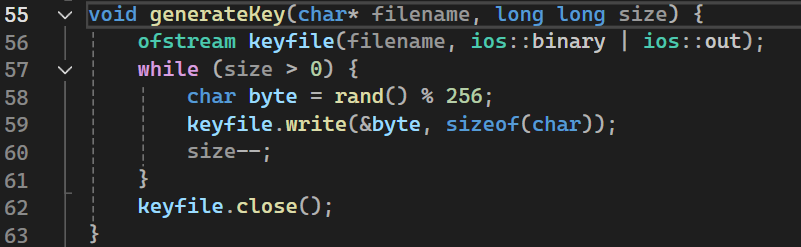 55 void generateKey(char* filename, long long size) {
56     ofstream keyfile(filename, ios::binary | ios::out);
57     while (size > 0) {
58         char byte = rand() % 256;
59         keyfile.write(&byte, sizeof(char));
60         size--;
61     }
62     keyfile.close();
63 }